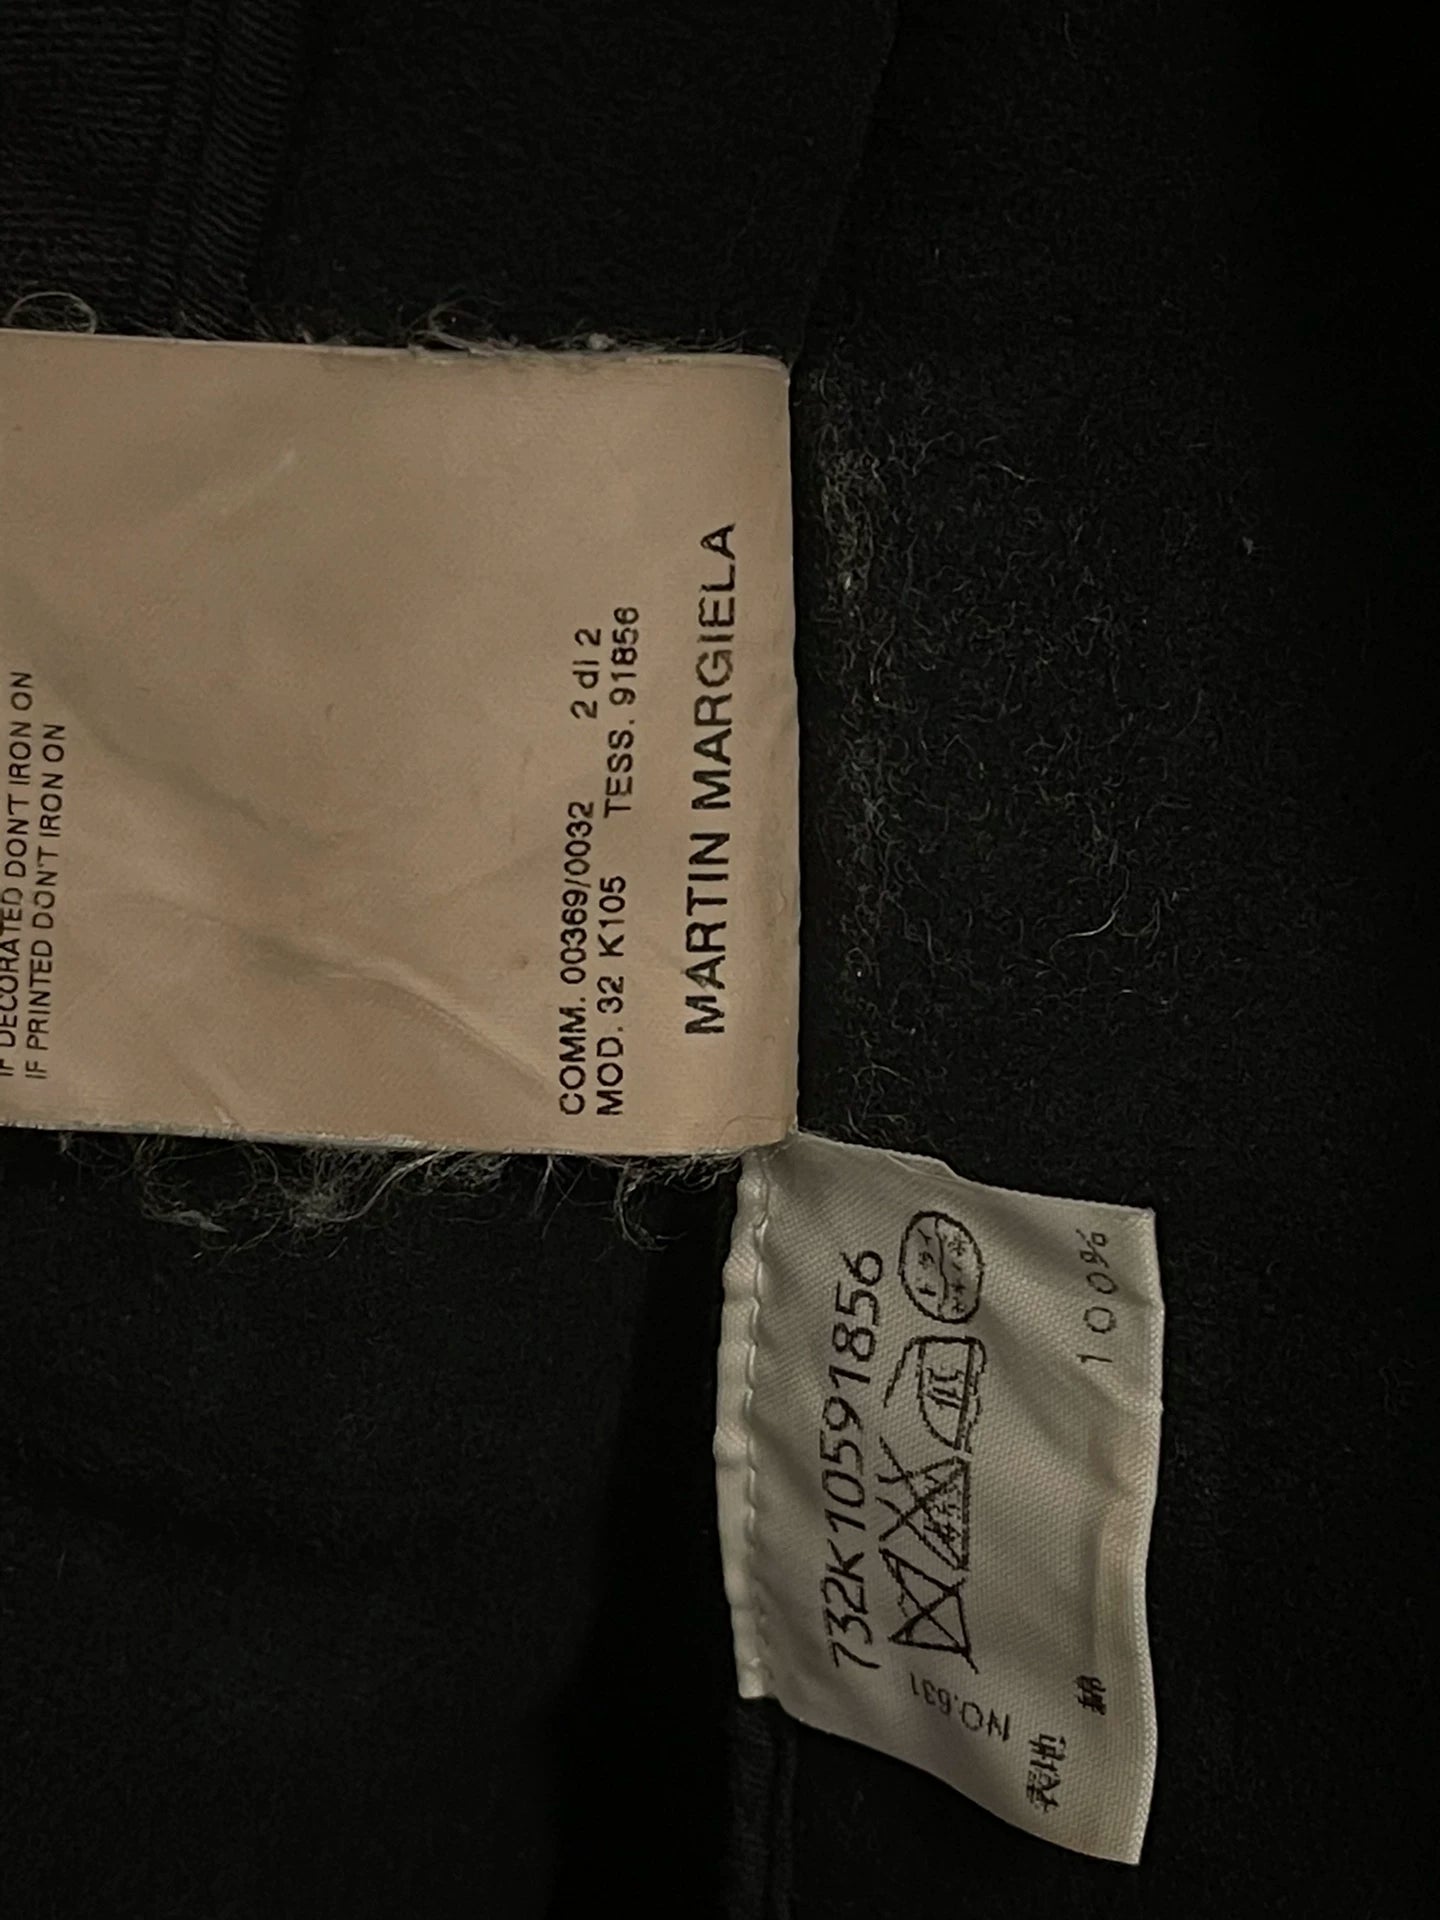 IF DECORATED DON'T IRON ON
IF PRINTED DON'T IRON ON
COMM. 00369/0032 2 di 2
MOD. 32 K105 TESS. 91856
MARTIN MARGIELA
732K10591856
NO.631
表地
綿 100%